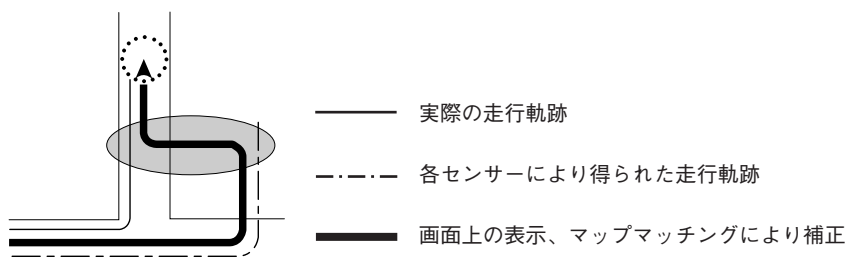 実際の走行軌跡
各センサーにより得られた走行軌跡
画面上の表示、マップマッチングにより補正